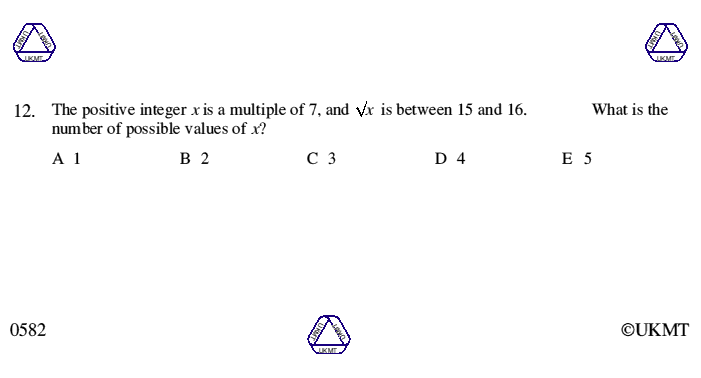 UKMT UKMT UKMT UKMT UKMT UKMT
12. The positive integer x is a multiple of 7, and √x is between 15 and 16. What is the
number of possible values of x?
A 1 B 2 C 3 D 4 E 5
0582 UKMT UKMT UKMT ©UKMT